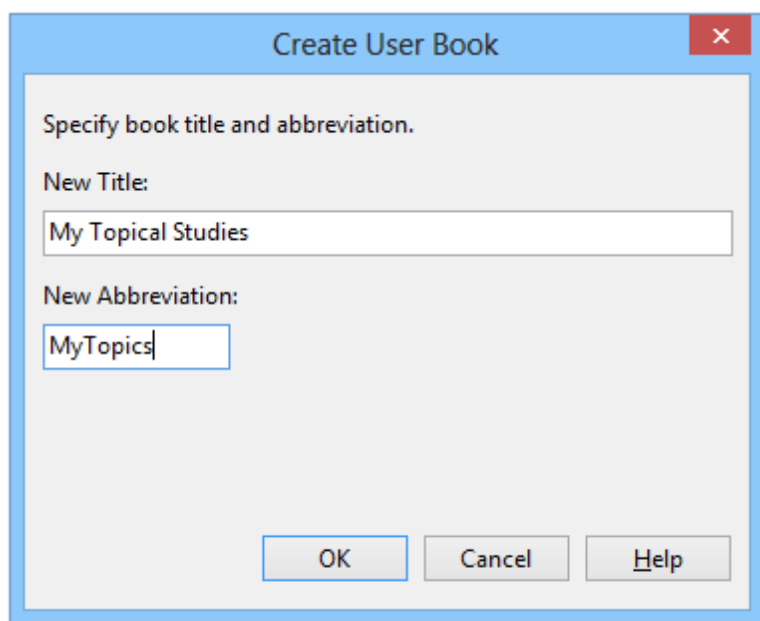 Create User Book
Specify book title and abbreviation.
New Title:
My Topical Studies
New Abbreviation:
MyTopics
OK Cancel Help